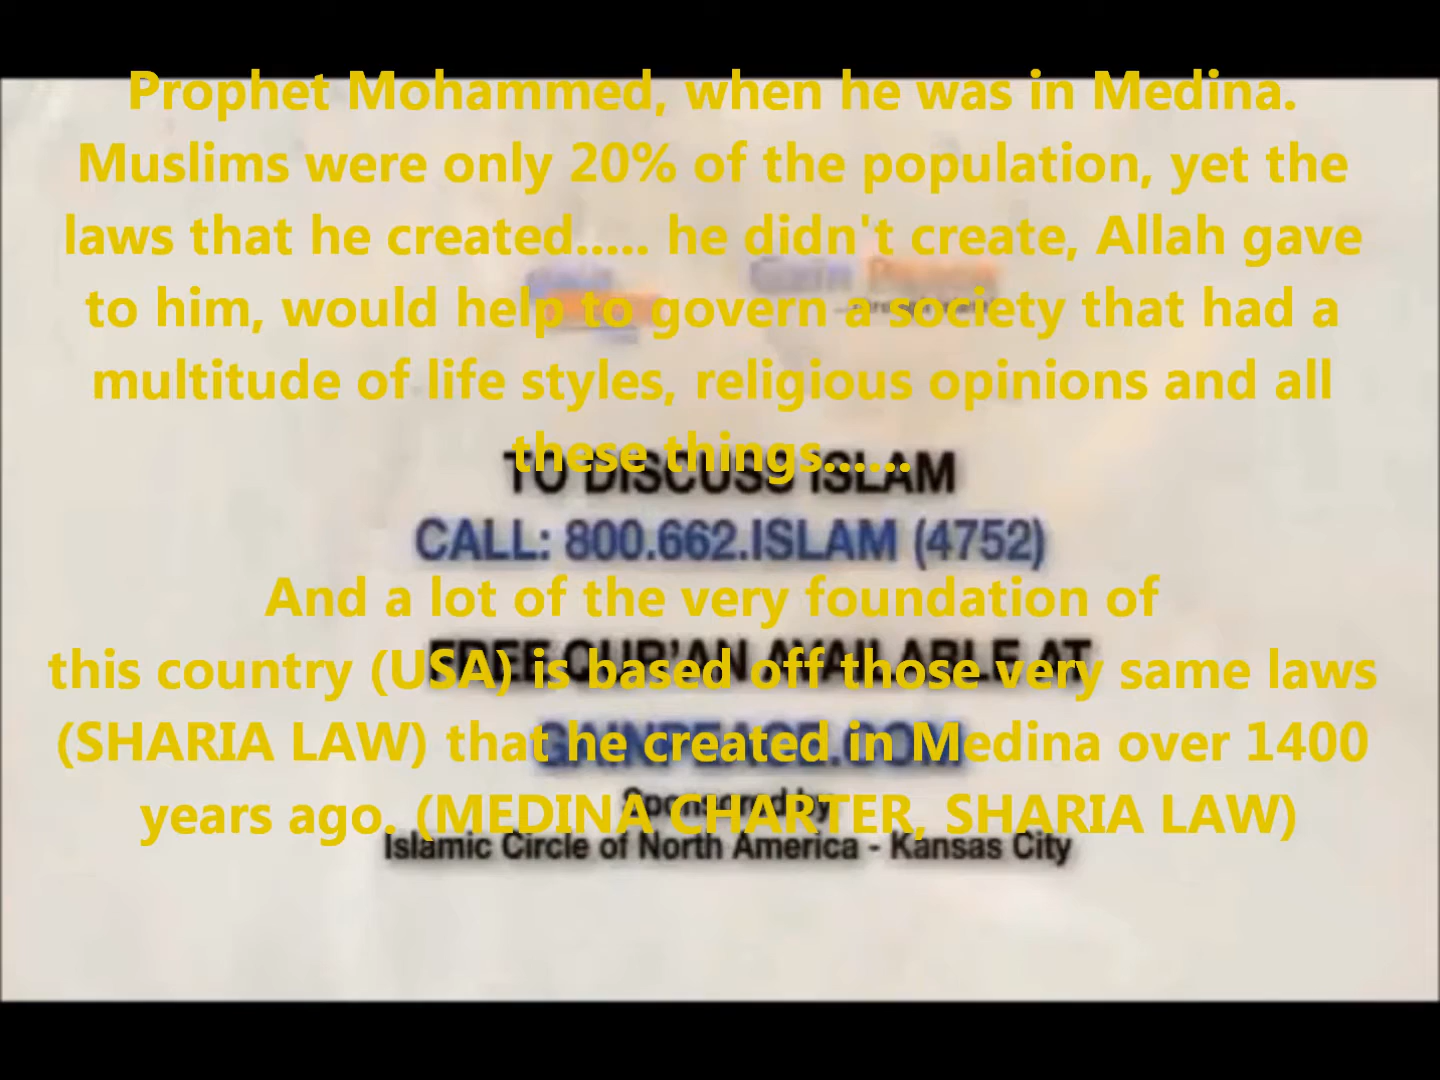 Prophet Mohammed, when he was in Medina.
Muslims were only 20% of the population, yet the
laws that he created..... he didn't create, Allah gave
to him, would help to govern a society that had a
multitude of life styles, religious opinions and all
these things......
TO DISCUSS ISLAM
CALL: 800.662.ISLAM (4752)
And a lot of the very foundation of
this country (USA) is based off those very same laws
FREE QUR'AN AVAILABLE AT
(SHARIA LAW) that he created in Medina over 1400
GAINPEACE.COM
years ago. (MEDINA CHARTER, SHARIA LAW)
Sponsored by
Islamic Circle of North America - Kansas City